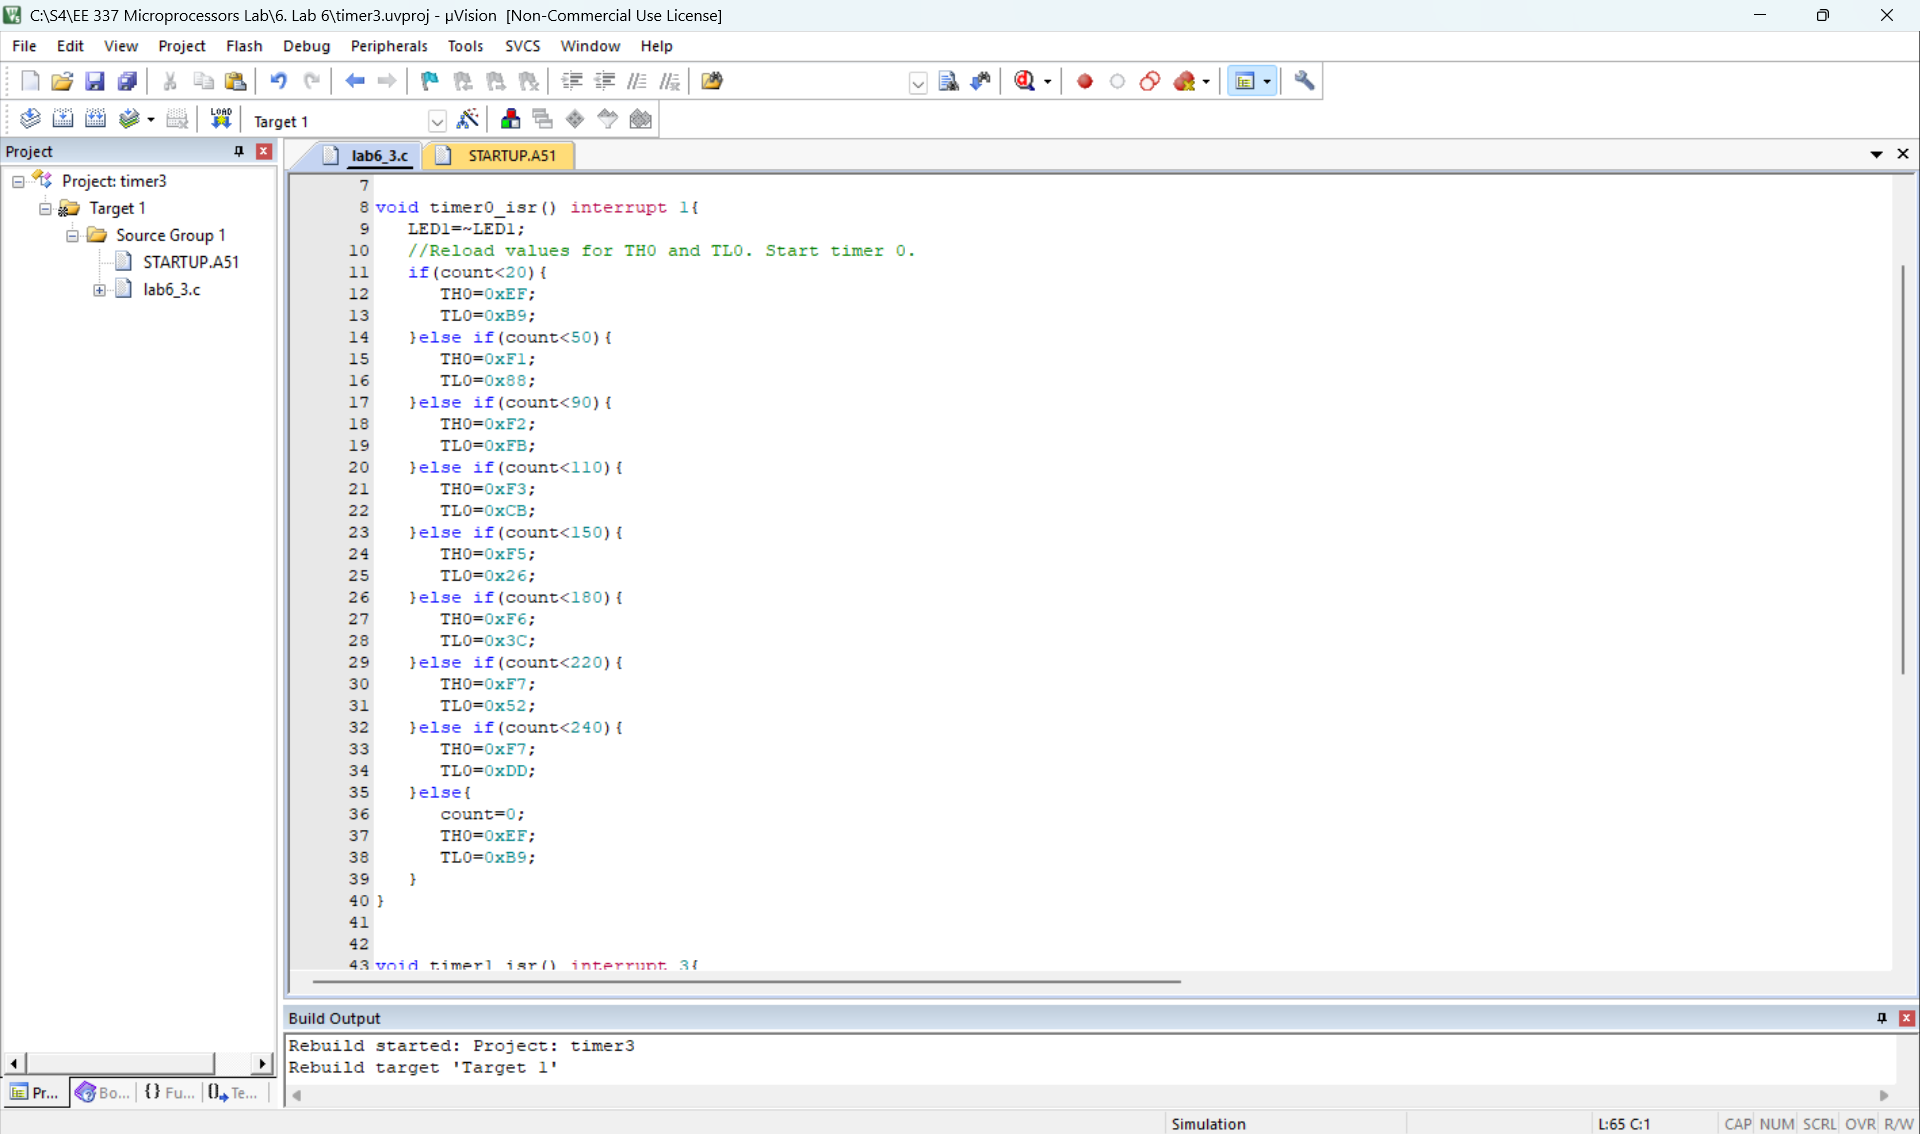 C:\S4\EE 337 Microprocessors Lab\6. Lab 6\timer3.uvproj - µVision [Non-Commercial Use License]
File Edit View Project Flash Debug Peripherals Tools SVCS Window Help
LOAD
Target 1
Project
lab6_3.c
STARTUP.A51
Project: timer3
Target 1
Source Group 1
STARTUP.A51
lab6_3.c
7
8 void timer0_isr() interrupt 1{
9 LED1=~LED1;
10 //Reload values for TH0 and TL0. Start timer 0.
11 if(count<20){
12 TH0=0xEF;
13 TL0=0xB9;
14 }else if(count<50){
15 TH0=0xF1;
16 TL0=0x88;
17 }else if(count<90){
18 TH0=0xF2;
19 TL0=0xFB;
20 }else if(count<110){
21 TH0=0xF3;
22 TL0=0xCB;
23 }else if(count<150){
24 TH0=0xF5;
25 TL0=0x26;
26 }else if(count<180){
27 TH0=0xF6;
28 TL0=0x3C;
29 }else if(count<220){
30 TH0=0xF7;
31 TL0=0x52;
32 }else if(count<240){
33 TH0=0xF7;
34 TL0=0xDD;
35 }else{
36 count=0;
37 TH0=0xEF;
38 TL0=0xB9;
39 }
40 }
41
42
43 void timer1_isr() interrupt 3{
Build Output
Rebuild started: Project: timer3
Rebuild target 'Target 1'
Pr... Bo... {} Fu... Te...
Simulation L:65 C:1 CAP NUM SCRL OVR R/W